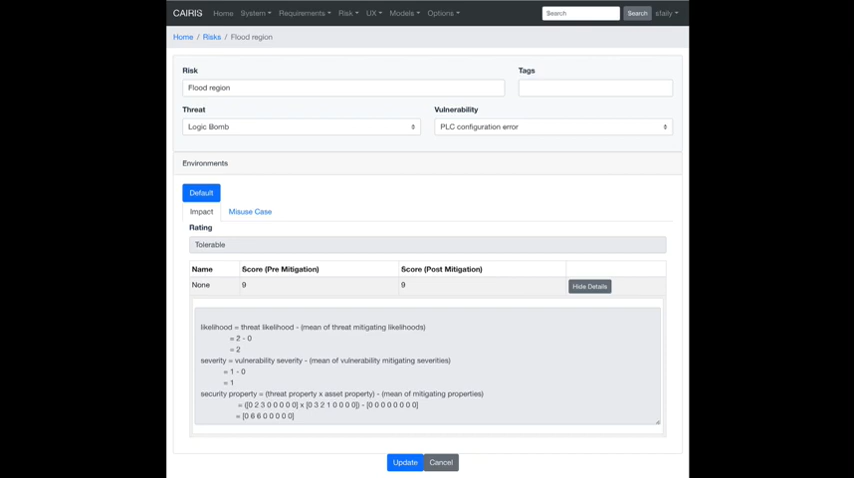 CAIRIS Home System Requirements Risk UX Models Options Search Search sfaily
Home / Risks / Flood region
Risk Tags
Flood region
Threat Vulnerability
Logic Bomb PLC configuration error
Environments
Default
Impact Misuse Case
Rating
Tolerable
Name Score (Pre Mitigation) Score (Post Mitigation)
None 9 9 Hide Details
likelihood = threat likelihood - (mean of threat mitigating likelihoods)
= 2 - 0
= 2
severity = vulnerability severity - (mean of vulnerability mitigating severities)
= 1 - 0
= 1
security property = (threat property x asset property) - (mean of mitigating properties)
= ([0 2 3 0 0 0 0 0] x [0 3 2 1 0 0 0 0]) - [0 0 0 0 0 0 0 0]
= [0 6 6 0 0 0 0 0]
Update Cancel